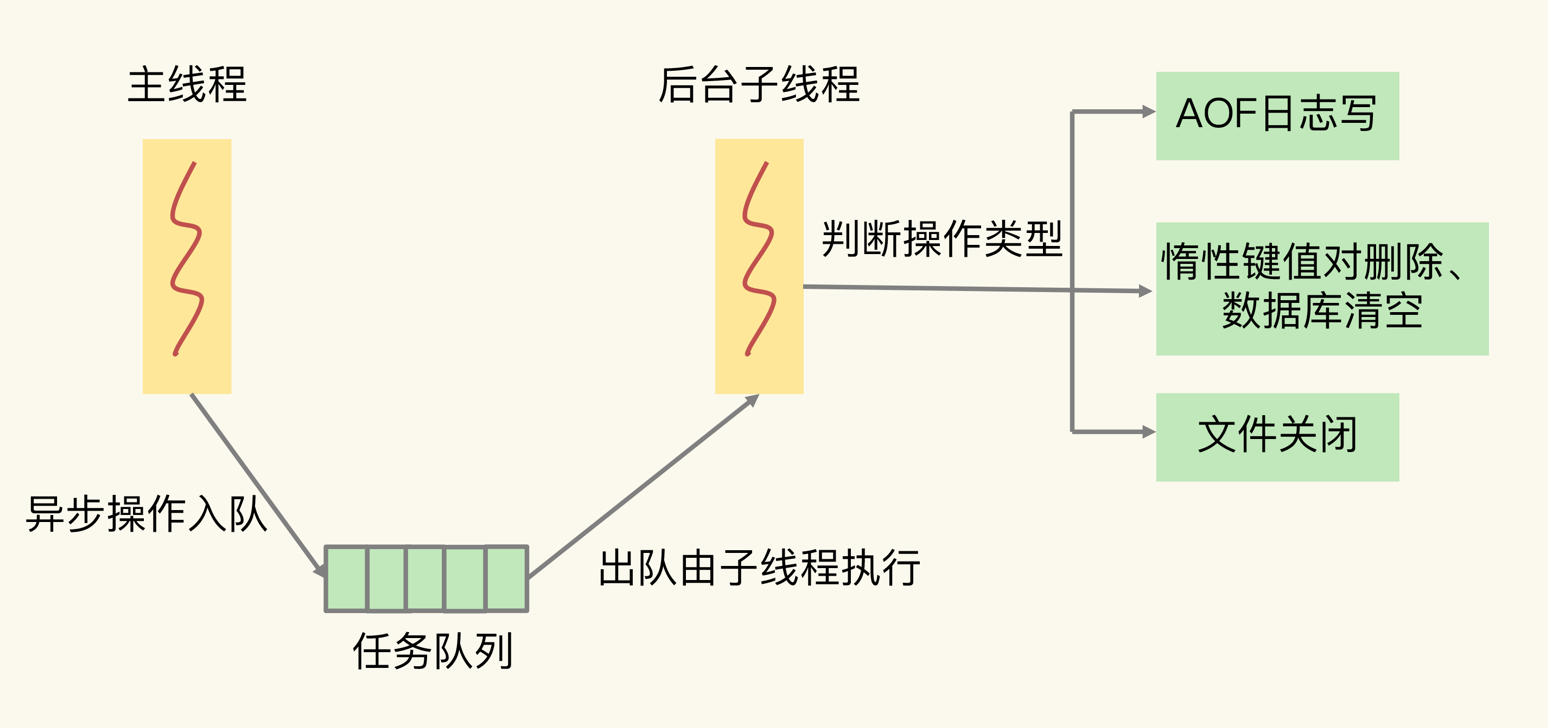 主线程
后台子线程
AOF日志写
判断操作类型
惰性键值对删除、
数据库清空
文件关闭
异步操作入队
出队由子线程执行
任务队列